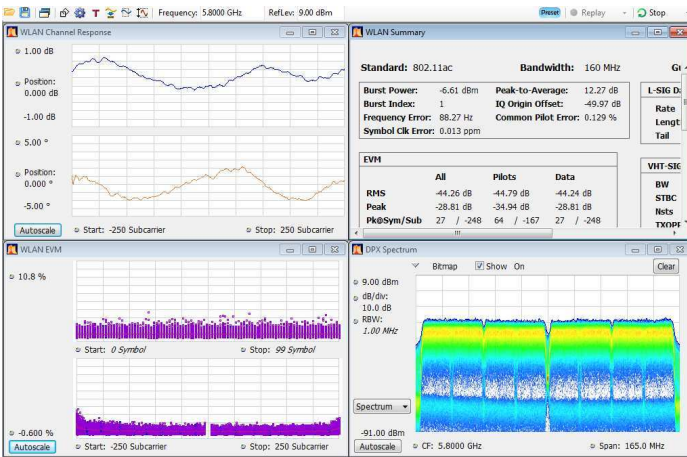 Frequency: 5.8000 GHz RefLev: 9.00 dBm Preset Replay Stop
WLAN Channel Response
1.00 dB
Position:
0.000 dB
-1.00 dB
5.00 °
Position:
0.000 °
-5.00 °
Autoscale Start: -250 Subcarrier Stop: 250 Subcarrier
WLAN Summary
Standard: 802.11ac Bandwidth: 160 MHz Gu
Burst Power: -6.61 dBm Peak-to-Average: 12.27 dB
Burst Index: 1 IQ Origin Offset: -49.97 dB
Frequency Error: 88.27 Hz Common Pilot Error: 0.129 %
Symbol Clk Error: 0.013 ppm
L-SIG Da
Rate
Lengt
Tail
EVM
All Pilots Data
RMS -44.26 dB -44.79 dB -44.24 dB
Peak -28.81 dB -34.94 dB -28.81 dB
Pk@Sym/Sub 27 / -248 64 / -167 27 / -248
VHT-SIG
BW
STBC
Nsts
TXOPF
WLAN EVM
10.8 %
Start: 0 Symbol Stop: 99 Symbol
-0.600 %
Autoscale Start: -250 Subcarrier Stop: 250 Subcarrier
DPX Spectrum
Bitmap Show On Clear
9.00 dBm
dB/div:
10.0 dB
RBW:
1.00 MHz
Spectrum
-91.00 dBm
Autoscale CF: 5.8000 GHz Span: 165.0 MHz